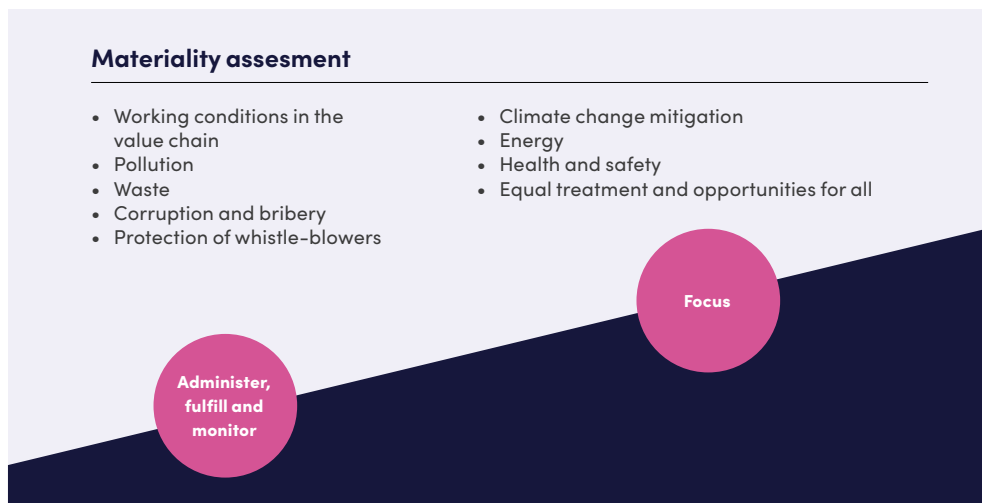 Materiality assesment
• Working conditions in the
value chain
• Pollution
• Waste
• Corruption and bribery
• Protection of whistle-blowers
• Climate change mitigation
• Energy
• Health and safety
• Equal treatment and opportunities for all
Focus
Administer,
fulfill and
monitor